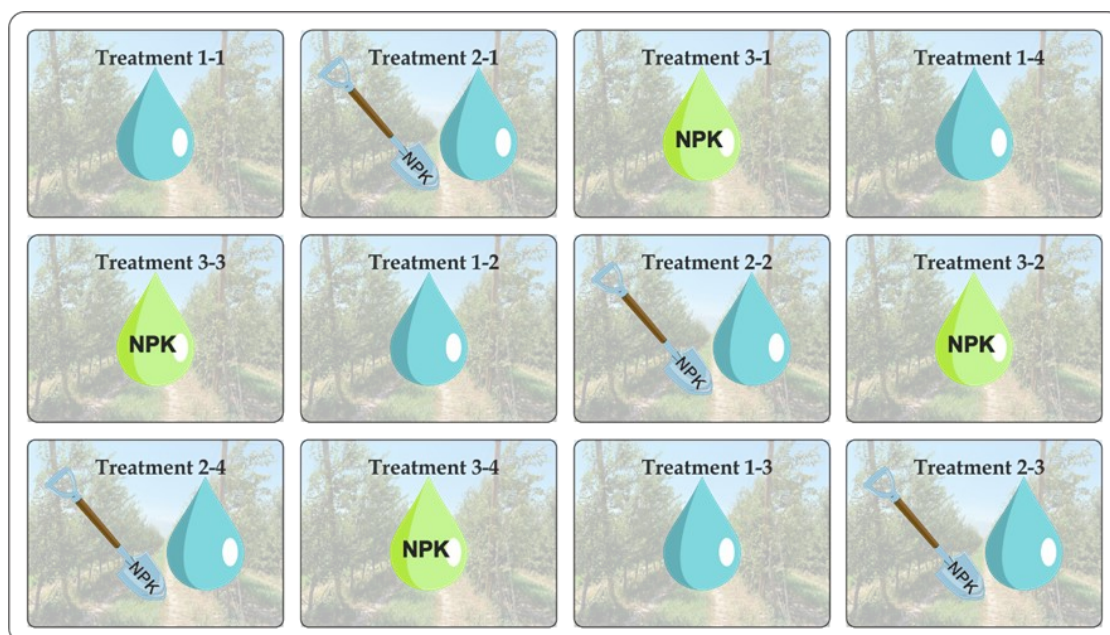 Treatment 1-1
Treatment 2-1
NPK
Treatment 3-1
NPK
Treatment 1-4
Treatment 3-3
NPK
Treatment 1-2
Treatment 2-2
NPK
Treatment 3-2
NPK
Treatment 2-4
NPK
Treatment 3-4
NPK
Treatment 1-3
Treatment 2-3
NPK